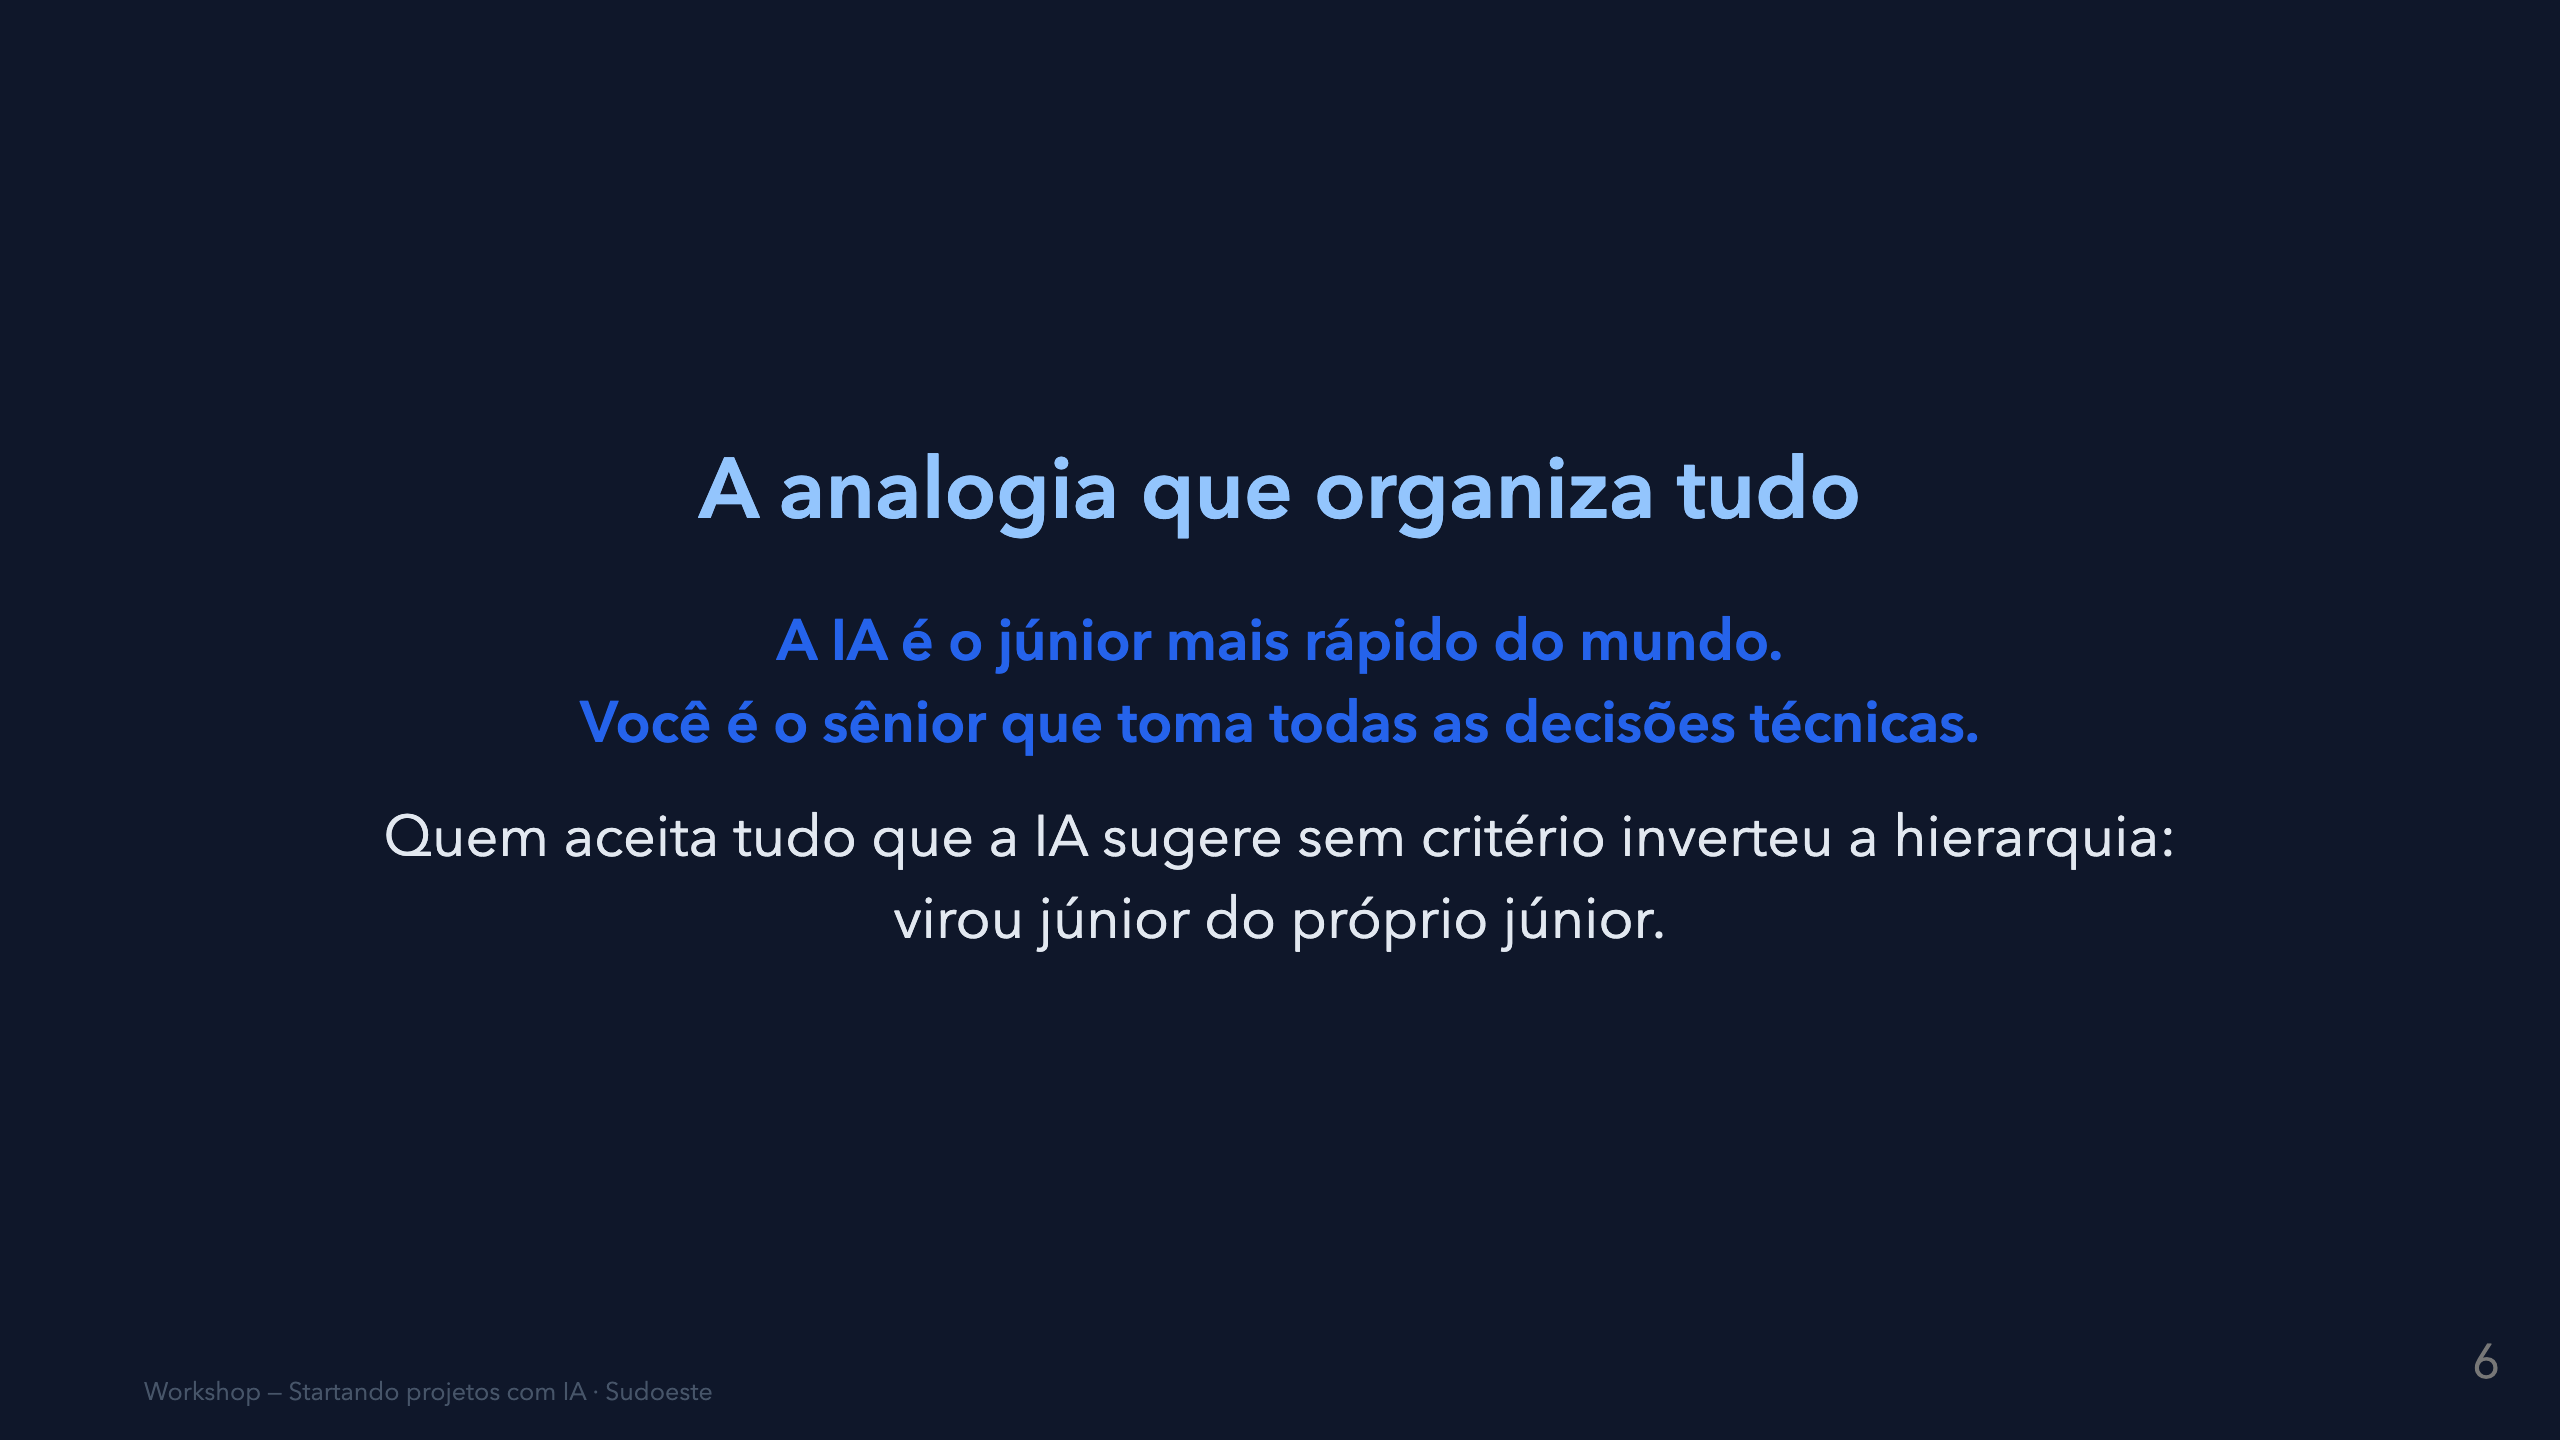 A analogia que organiza tudo
A IA é o júnior mais rápido do mundo.
Você é o sênior que toma todas as decisões técnicas.
Quem aceita tudo que a IA sugere sem critério inverteu a hierarquia:
virou júnior do próprio júnior.
Workshop – Startando projetos com IA · Sudoeste
6